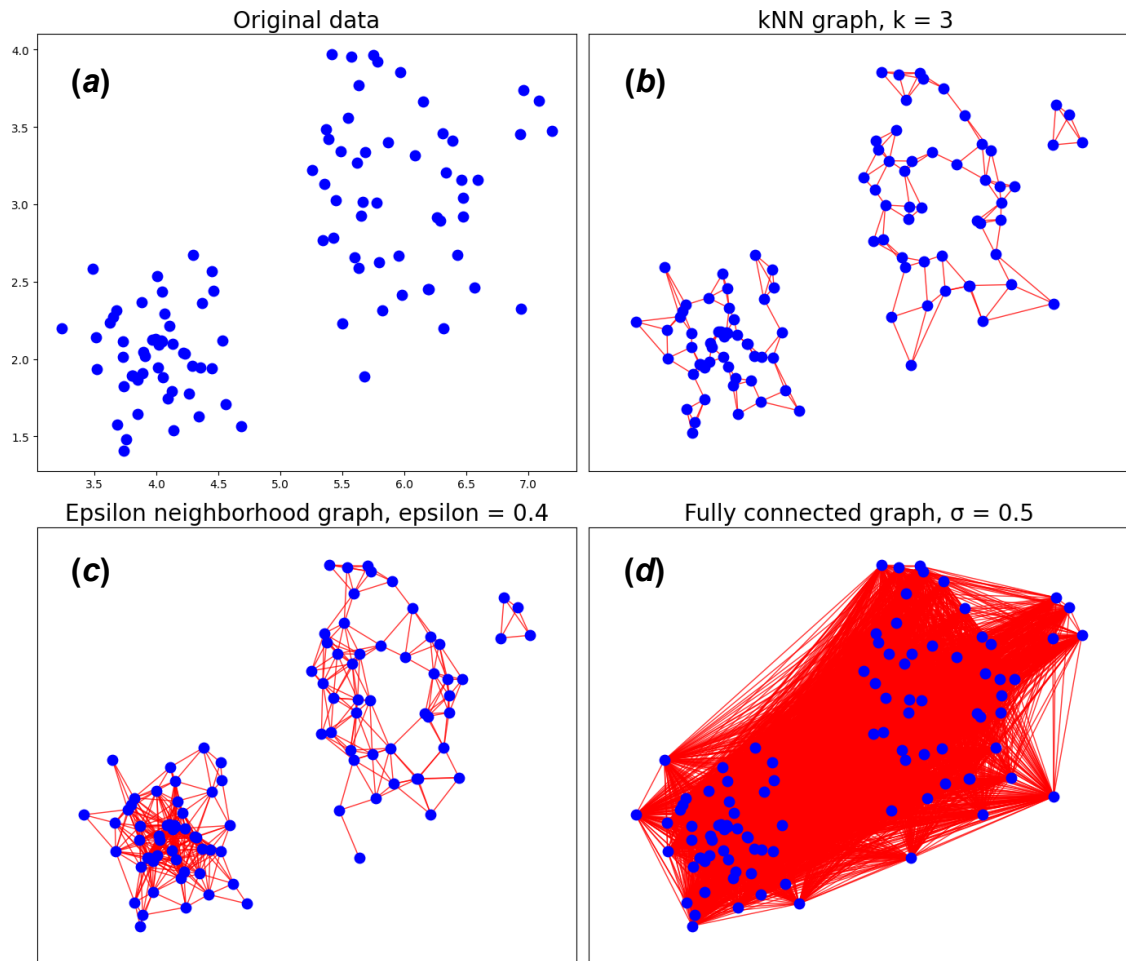 Original data
kNN graph, k = 3
(a)
(b)
4.0
3.5
3.0
2.5
2.0
1.5
3.5 4.0 4.5 5.0 5.5 6.0 6.5 7.0
Epsilon neighborhood graph, epsilon = 0.4
Fully connected graph, σ = 0.5
(c)
(d)